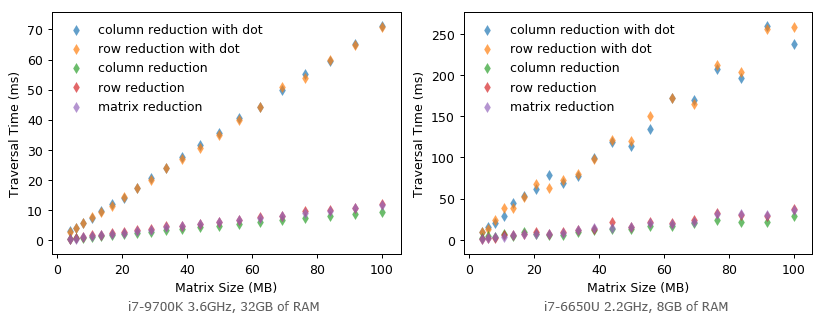 column reduction with dot
row reduction with dot
column reduction
row reduction
matrix reduction
Traversal Time (ms)
70
60
50
40
30
20
10
0
0 20 40 60 80 100
Matrix Size (MB)
i7-9700K 3.6GHz, 32GB of RAM
column reduction with dot
row reduction with dot
column reduction
row reduction
matrix reduction
Traversal Time (ms)
250
200
150
100
50
0
0 20 40 60 80 100
Matrix Size (MB)
i7-6650U 2.2GHz, 8GB of RAM